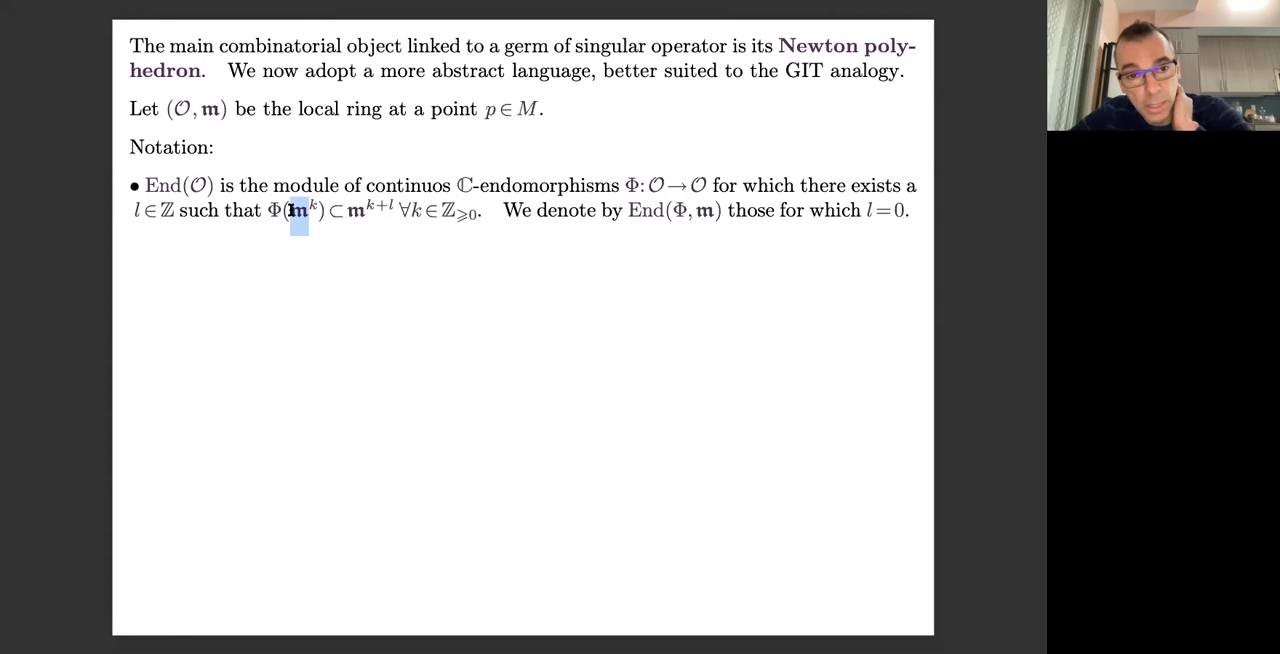 The main combinatorial object linked to a germ of singular operator is its Newton poly-
hedron. We now adopt a more abstract language, better suited to the GIT analogy.
Let (𝒪, 𝔪) be the local ring at a point p ∈ M.
Notation:
• End(𝒪) is the module of continuos ℂ-endomorphisms Φ: 𝒪 → 𝒪 for which there exists a
l ∈ ℤ such that Φ(𝔪^k) ⊂ 𝔪^{k+l} ∀k ∈ ℤ_{⩾0}. We denote by End(Φ, 𝔪) those for which l = 0.